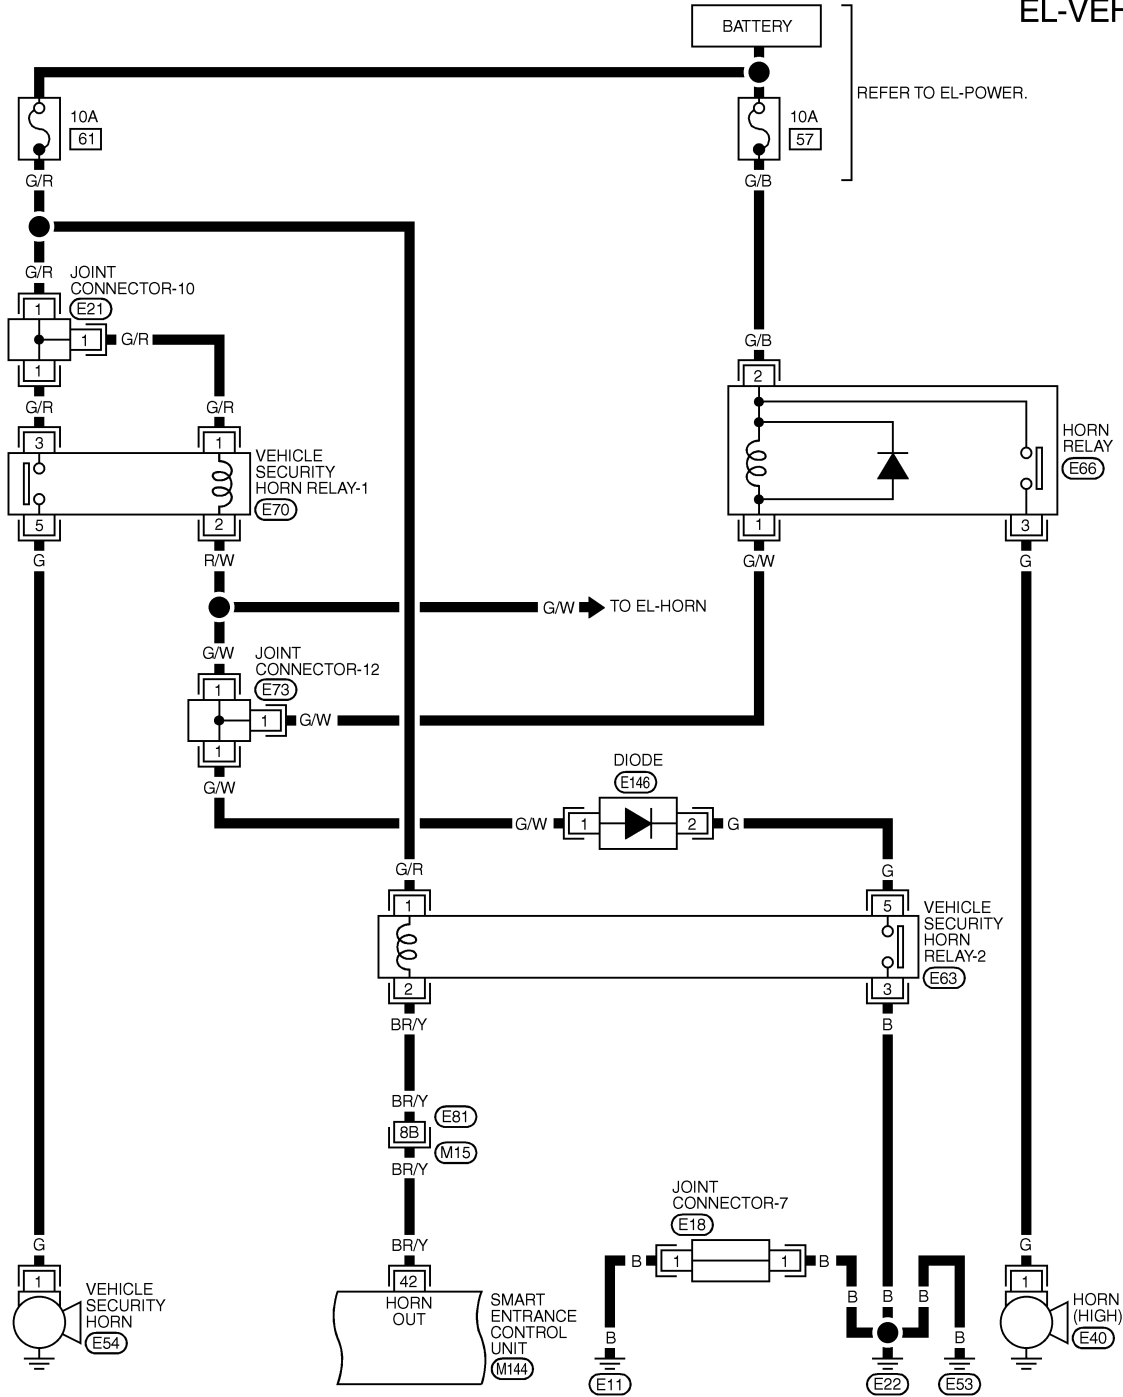 EL-VEH
BATTERY
REFER TO EL-POWER.
10A
61
10A
57
G/R
G/B
G/R
JOINT
CONNECTOR-10
E21
1
1
G/R
1
G/B
2
G/R
G/R
3
1
VEHICLE
SECURITY
HORN RELAY-1
E70
HORN
RELAY
E66
5
2
1
3
G
R/W
G/W
G
G/W
TO EL-HORN
G/W
JOINT
CONNECTOR-12
E73
1
1
G/W
1
G/W
DIODE
E146
G/W
1
2
G
G/R
G
1
5
VEHICLE
SECURITY
HORN
RELAY-2
E63
2
3
BR/Y
B
BR/Y
E81
8B
M15
BR/Y
JOINT
CONNECTOR-7
E18
G
BR/Y
G
B
1
1
B
1
42
1
B
B
B
VEHICLE
SECURITY
HORN
E54
HORN
OUT
SMART
ENTRANCE
CONTROL
UNIT
M144
HORN
(HIGH)
E40
B
B
E11
E22
E53